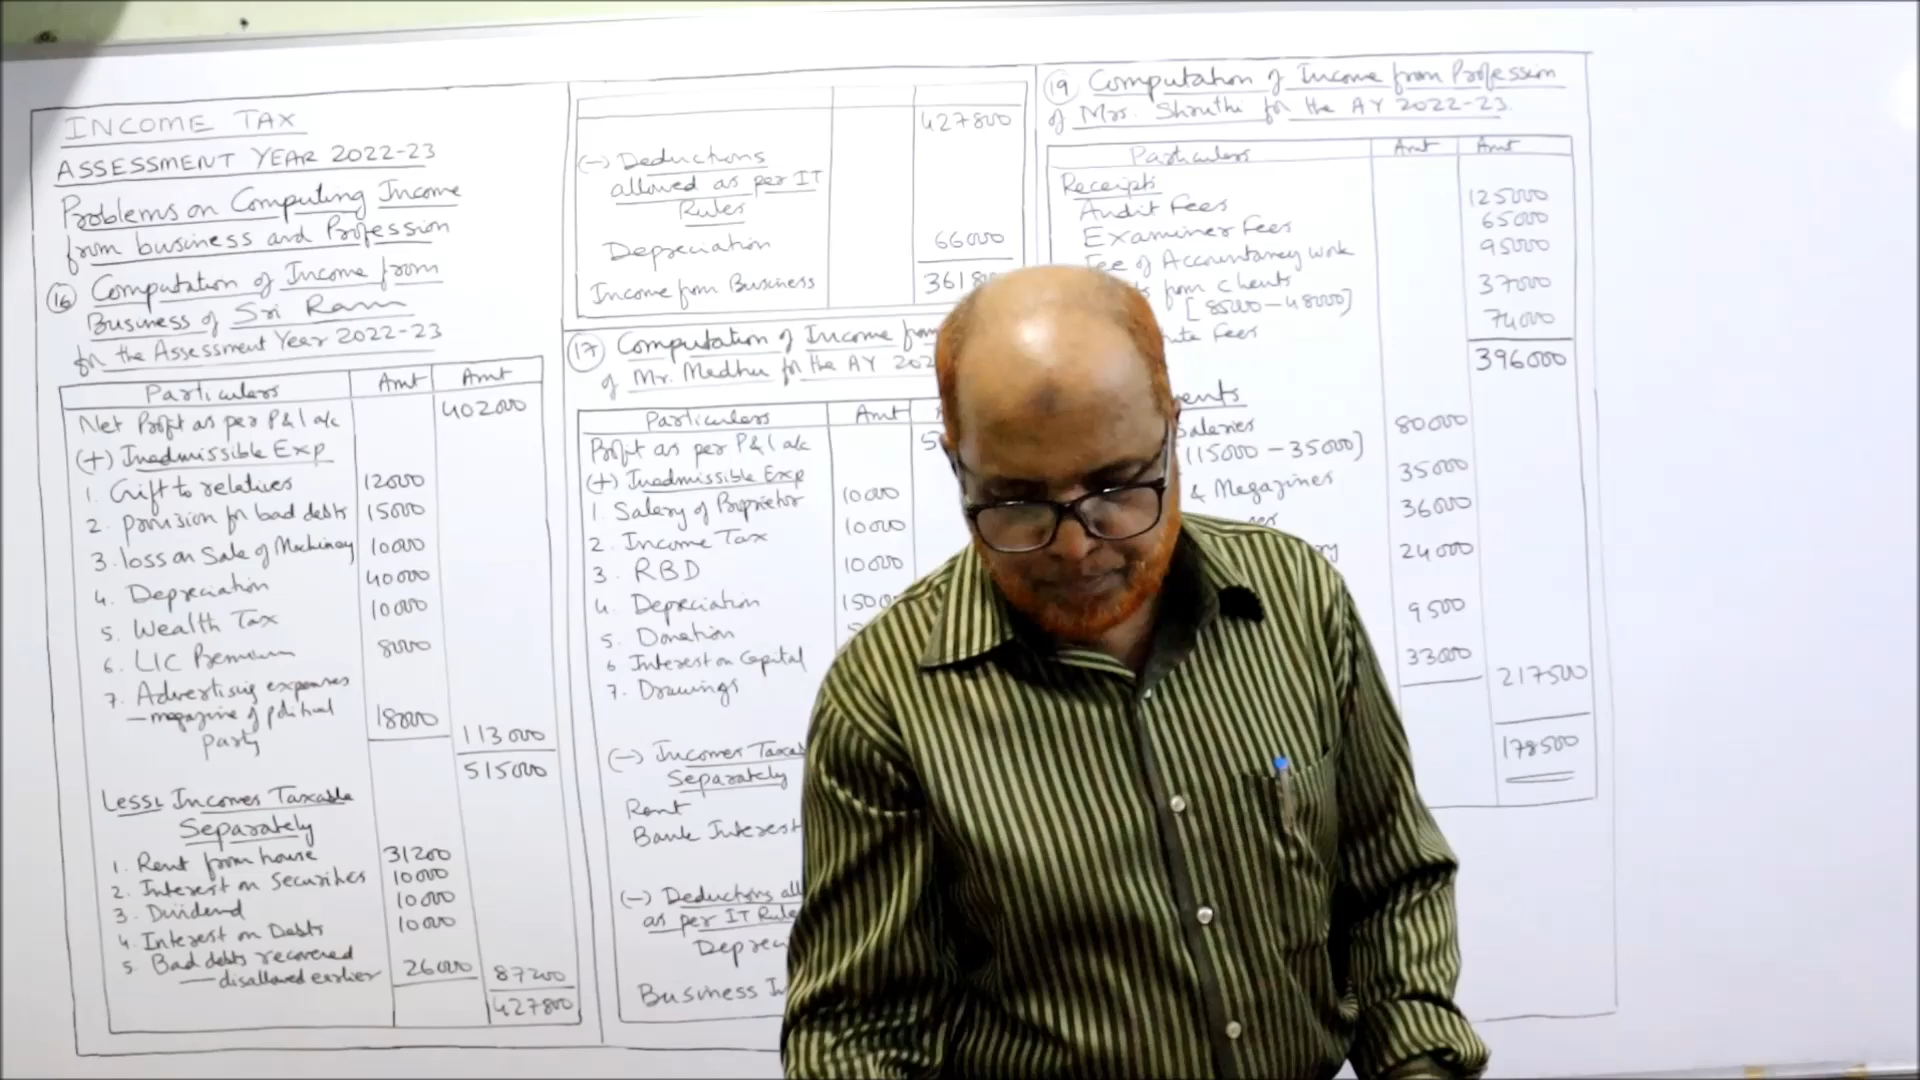 INCOME TAX
ASSESSMENT YEAR 2022-23
Problems on Computing Income
from business and Profession
16 Computation of Income from
Business of Sri Ram
for the Assessment Year 2022-23
Particulars Amt Amt
Net Profit as per P&L a/c 402000
(+) Inadmissible Exp
1. Gift to relatives 12000
2. Provision for bad debts 15000
3. loss on Sale of Machinery 10000
4. Depreciation 40000
5. Wealth Tax 10000
6. LIC Premium 8000
7. Advertising expenses
— magazine of political
Party 18000 113000
515000
Less: Incomes Taxable
Separately
1. Rent from house 31200
2. Interest on Securities 10000
3. Dividend 10000
4. Interest on Debts 10000
5. Bad debts recovered
— disallowed earlier 26000 87200
427800
427800
(-) Deductions
allowed as per IT
Rules
Depreciation 66000
Income from Business 3618
17 Computation of Income from
of Mr. Madhu for the AY 202
Particulars Amt
Profit as per P&L a/c 5
(+) Inadmissible Exp
1. Salary of Proprietor 10000
2. Income Tax 10000
3. RBD 10000
4. Depreciation 1500
5. Donation
6 Interest on Capital
7. Drawings
(-) Incomes Taxa
Separately
Rent
Bank Interest
(-) Deductions all
as per IT Rule
Deprec
Business In
19 Computation of Income from Profession
of Mrs. Shruthi for the AY 2022-23.
Particulars Amt Amt
Receipts
Audit Fees 125000
Examiner Fees 65000
Fee of Accountancy work 95000
from clients 37000
[85000-48000]
Fees 74000
396000
ents
Salaries 80000
(115000-35000)
& Megazines 35000
36000
24000
9500
33000 217500
178500